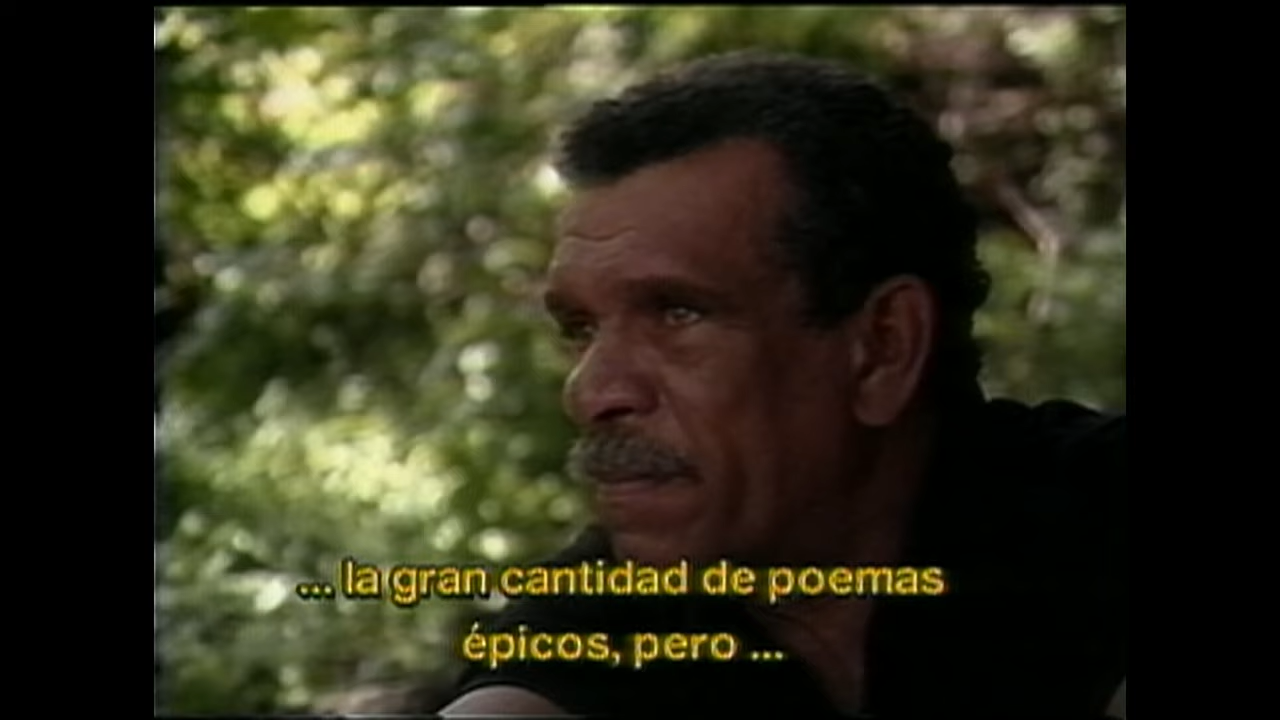 ... la gran cantidad de poemas
épicos, pero ...